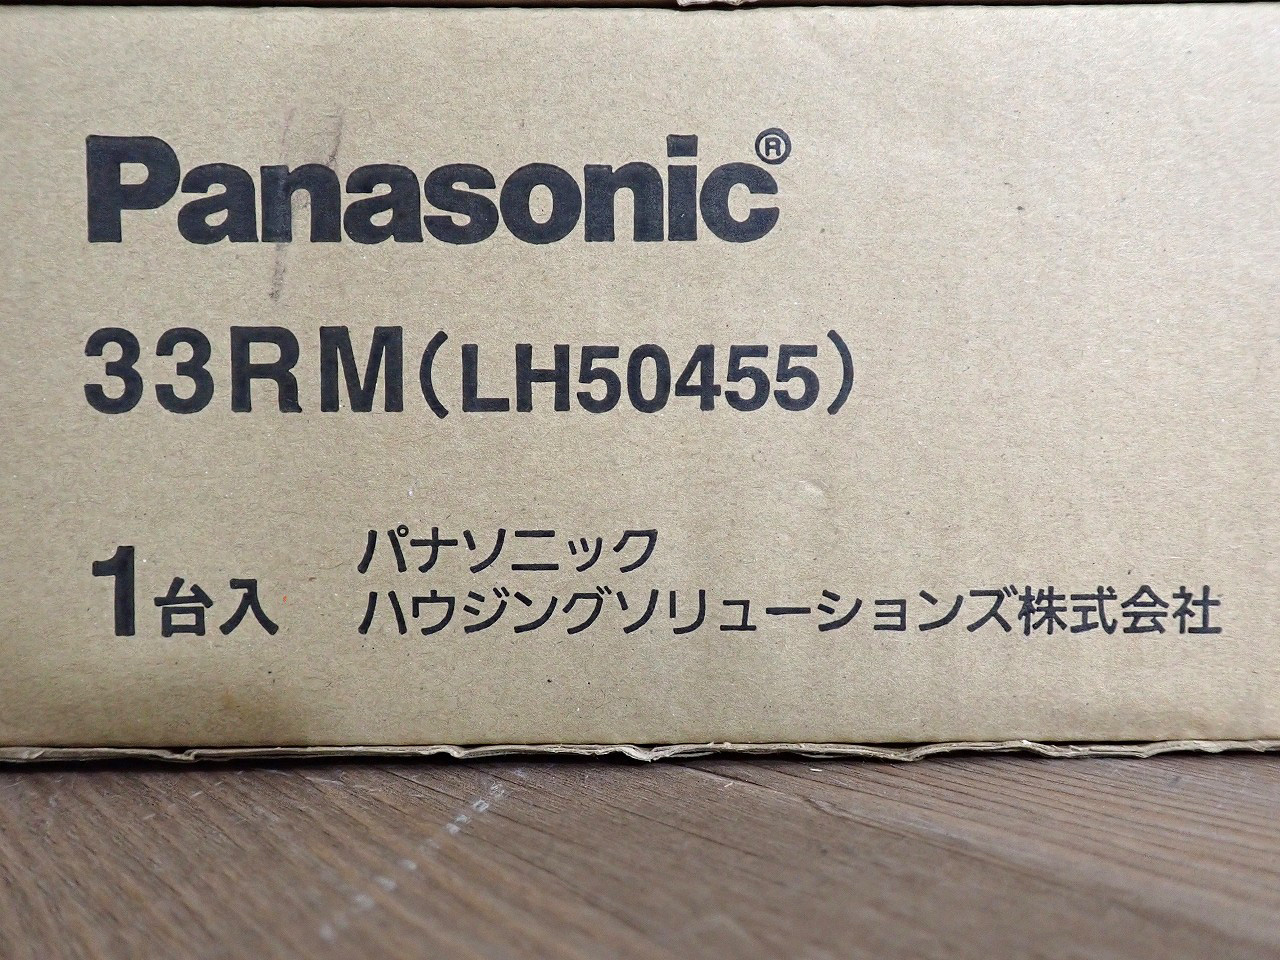 Panasonic®
33RM(LH50455)
1台入
パナソニック
ハウジングソリューションズ株式会社